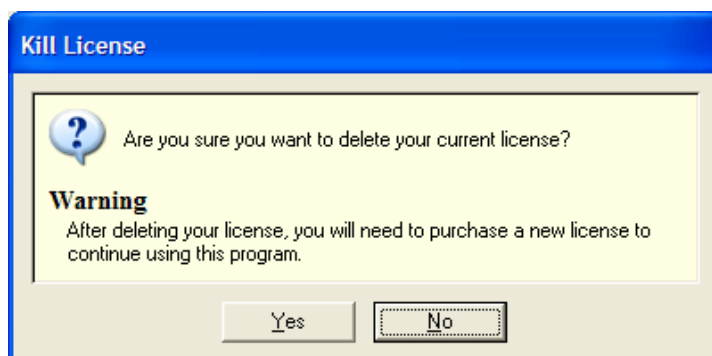 Kill License
Are you sure you want to delete your current license?
Warning
After deleting your license, you will need to purchase a new license to
continue using this program.
Yes No